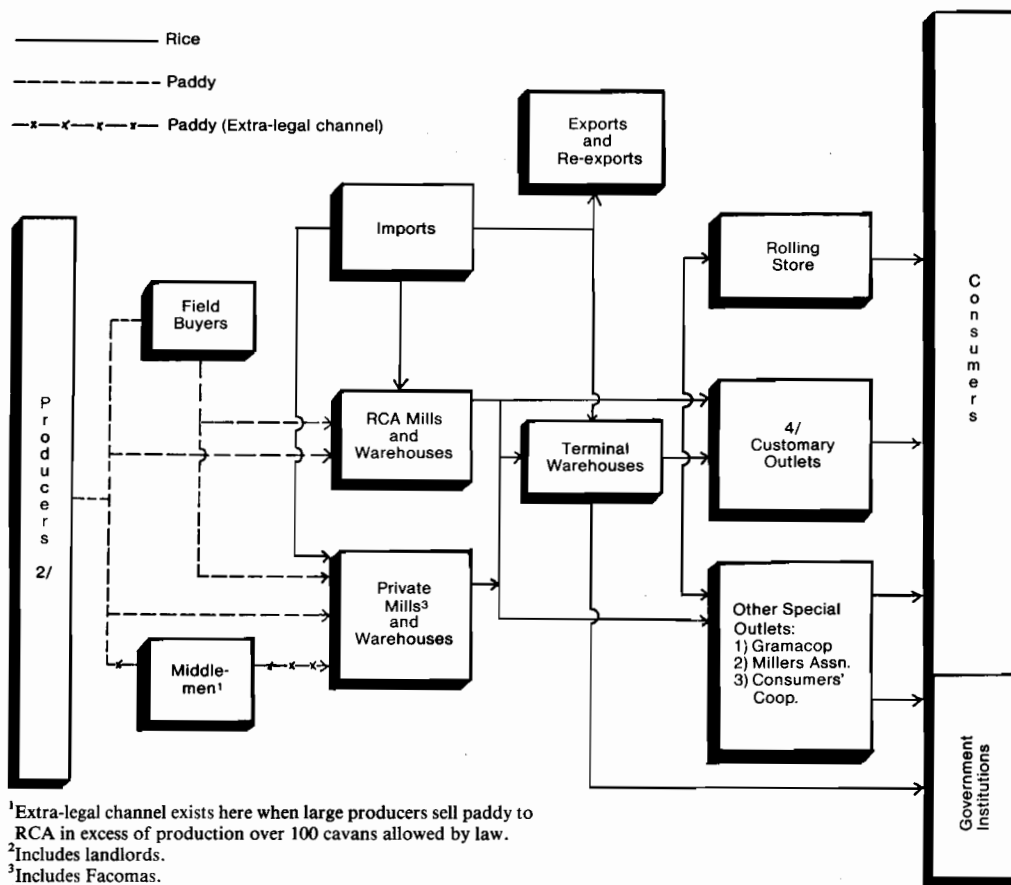 Rice
Paddy
Paddy (Extra-legal channel)
Exports
and
Re-exports
Imports
Rolling
Store
Field
Buyers
Producers
2/
RCA Mills
and
Warehouses
Terminal
Warehouses
4/
Customary
Outlets
Private
Mills³
and
Warehouses
Middle-
men¹
Other Special
Outlets:
1) Gramacop
2) Millers Assn.
3) Consumers'
Coop.
Consumers
Government
Institutions
¹Extra-legal channel exists here when large producers sell paddy to
RCA in excess of production over 100 cavans allowed by law.
²Includes landlords.
³Includes Facomas.